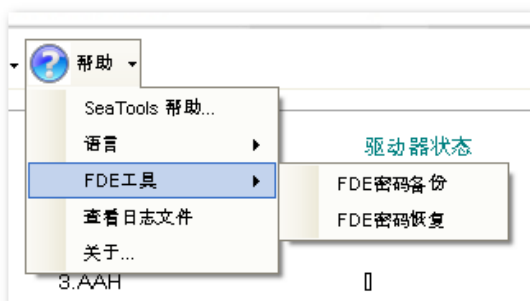 帮助
SeaTools 帮助...
语言
驱动器状态
FDE工具
FDE密码备份
查看日志文件
FDE密码恢复
关于...
3.AAH
[]